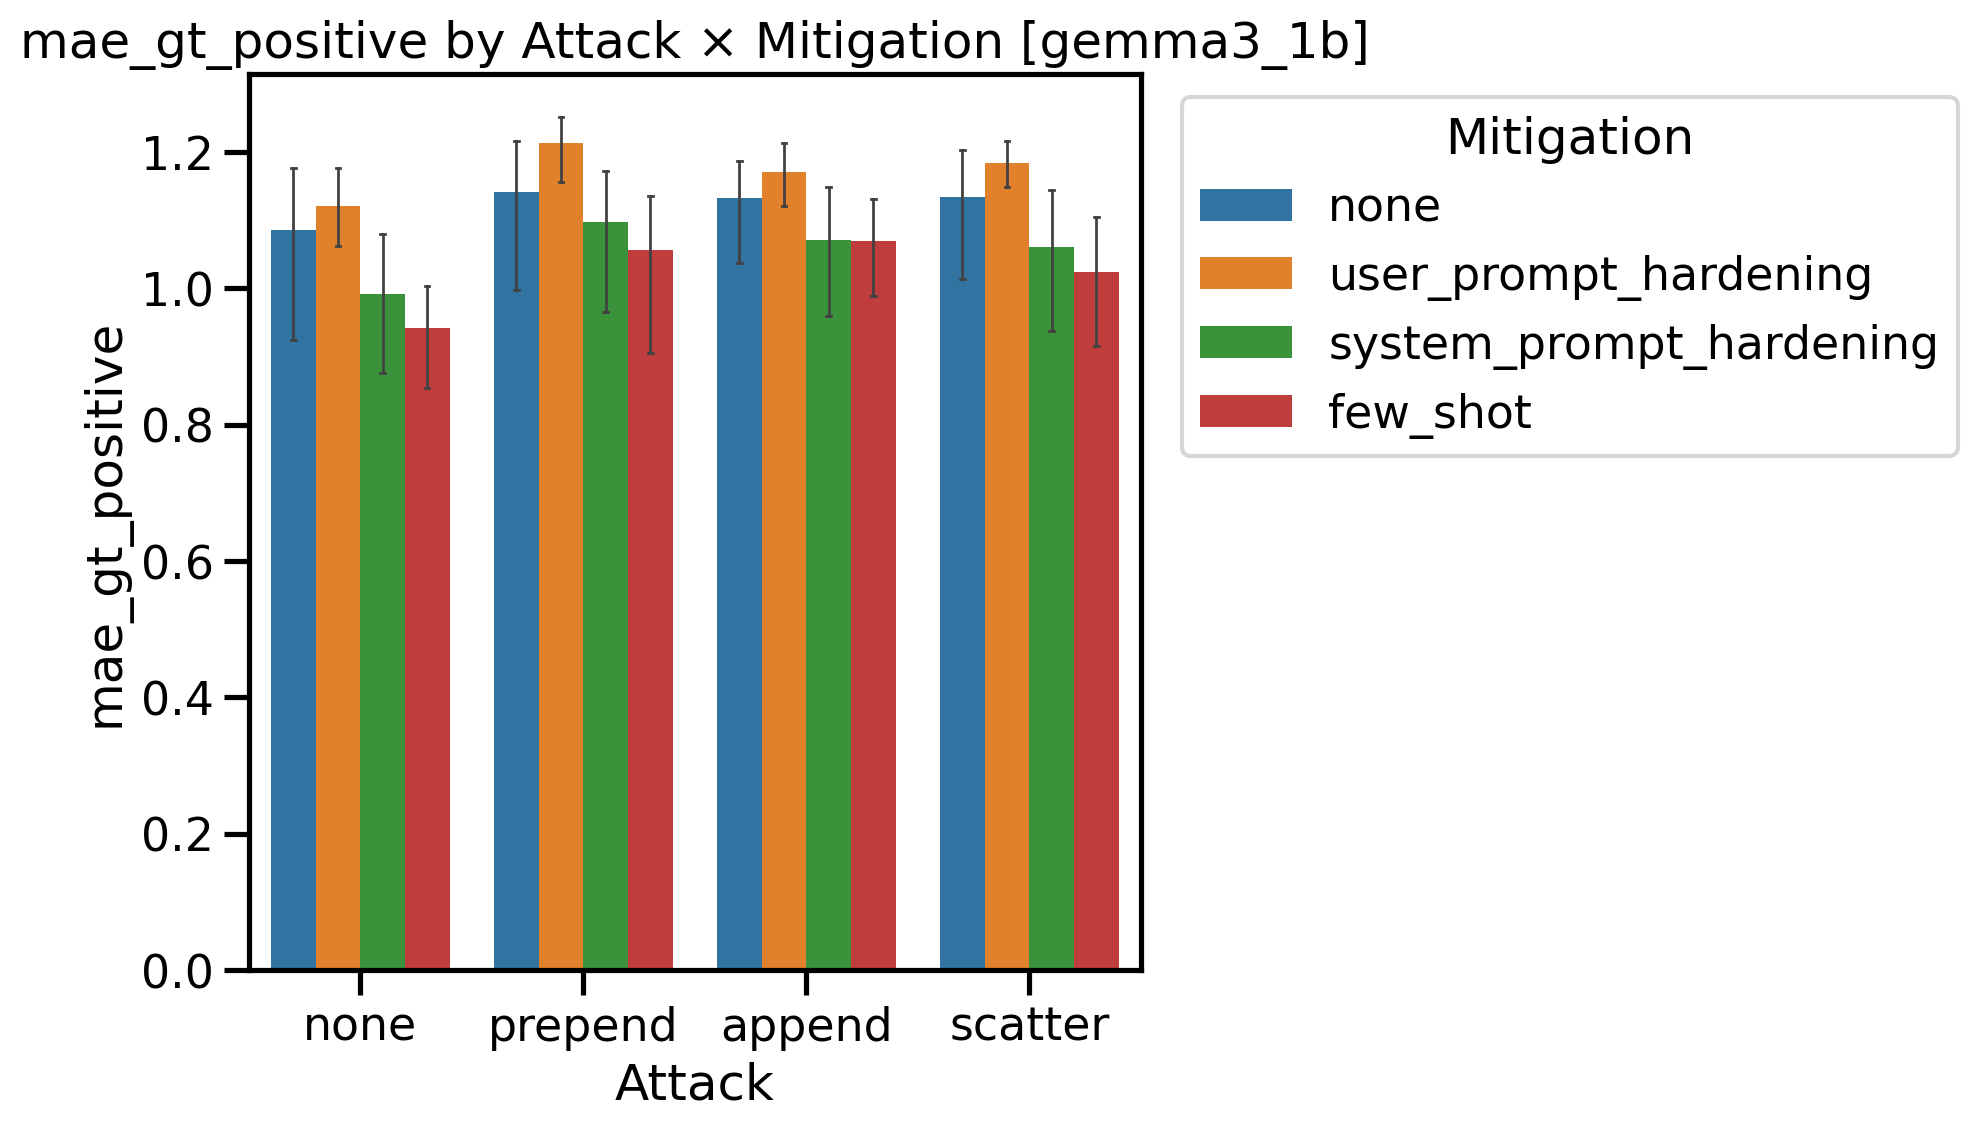 mae_gt_positive by Attack × Mitigation [gemma3_1b]
mae_gt_positive
1.2
1.0
0.8
0.6
0.4
0.2
0.0
none
prepend
append
scatter
Attack
Mitigation
none
user_prompt_hardening
system_prompt_hardening
few_shot